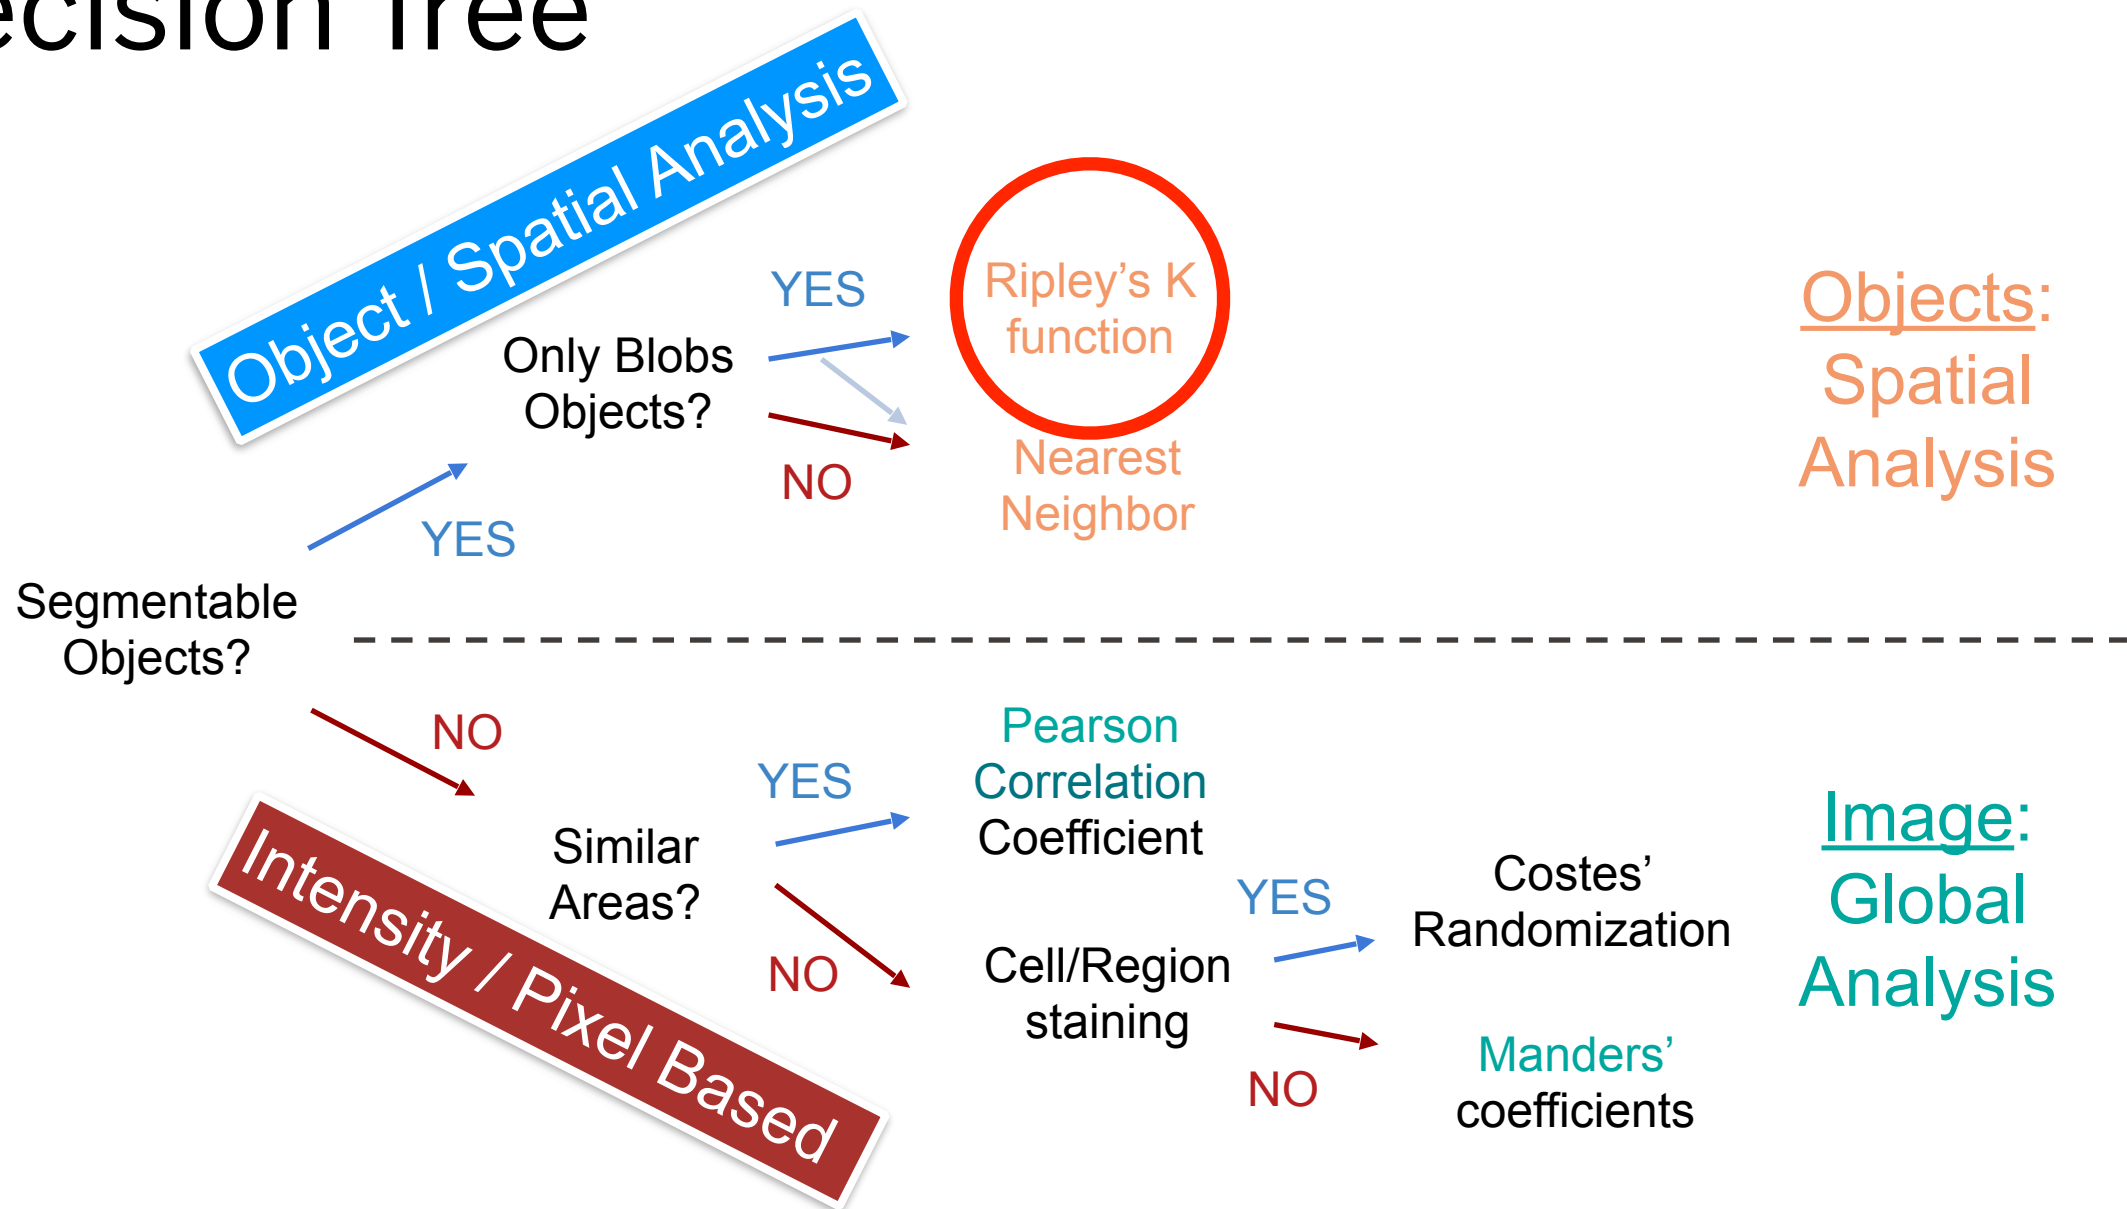 Tree
Object / Spatial Analysis
YES
Ripley's K
function
Only Blobs
Objects?
NO
Nearest
Neighbor
Objects:
Spatial
Analysis
YES
Segmentable
Objects?
NO
Intensity / Pixel Based
Similar
Areas?
YES
Pearson
Correlation
Coefficient
NO
Cell/Region
staining
YES
Costes’
Randomization
NO
Manders’
coefficients
Image:
Global
Analysis